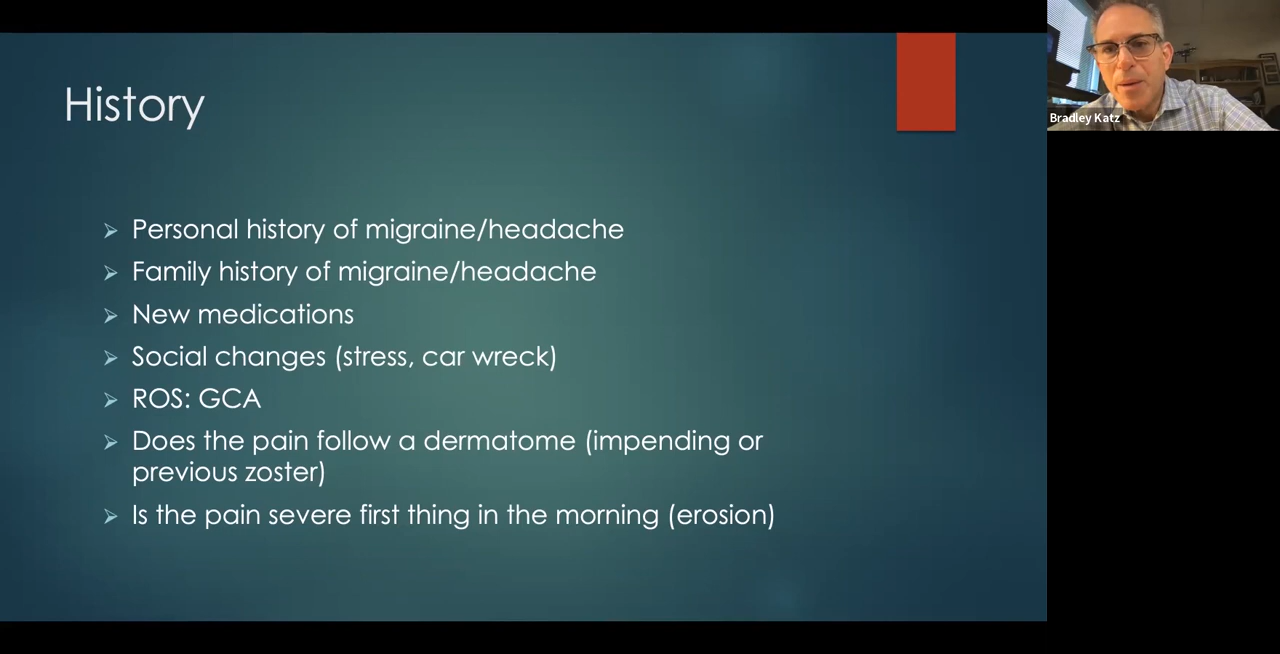 History
Bradley Katz
➢ Personal history of migraine/headache
➢ Family history of migraine/headache
➢ New medications
➢ Social changes (stress, car wreck)
➢ ROS: GCA
➢ Does the pain follow a dermatome (impending or
previous zoster)
➢ Is the pain severe first thing in the morning (erosion)